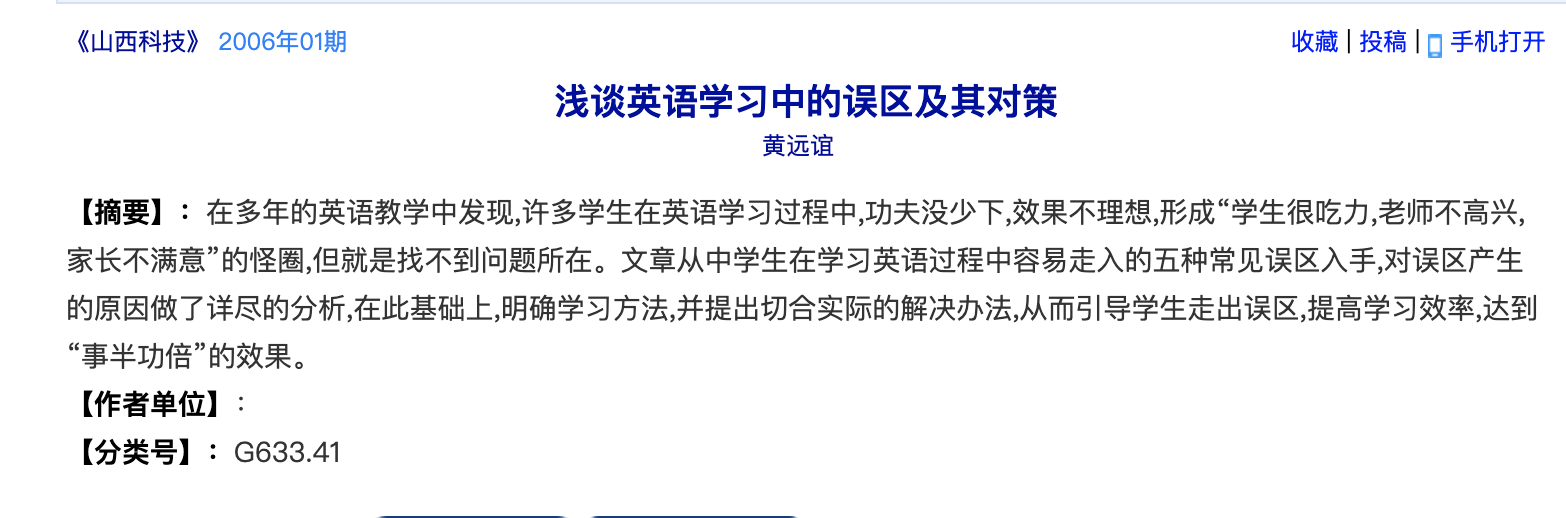 《山西科技》 2006年01期 收藏 | 投稿 | 手机打开
浅谈英语学习中的误区及其对策
黄远谊
【摘要】：在多年的英语教学中发现,许多学生在英语学习过程中,功夫没少下,效果不理想,形成“学生很吃力,老师不高兴,
家长不满意”的怪圈,但就是找不到问题所在。文章从中学生在学习英语过程中容易走入的五种常见误区入手,对误区产生
的原因做了详尽的分析,在此基础上,明确学习方法,并提出切合实际的解决办法,从而引导学生走出误区,提高学习效率,达到
“事半功倍”的效果。
【作者单位】：
【分类号】：G633.41